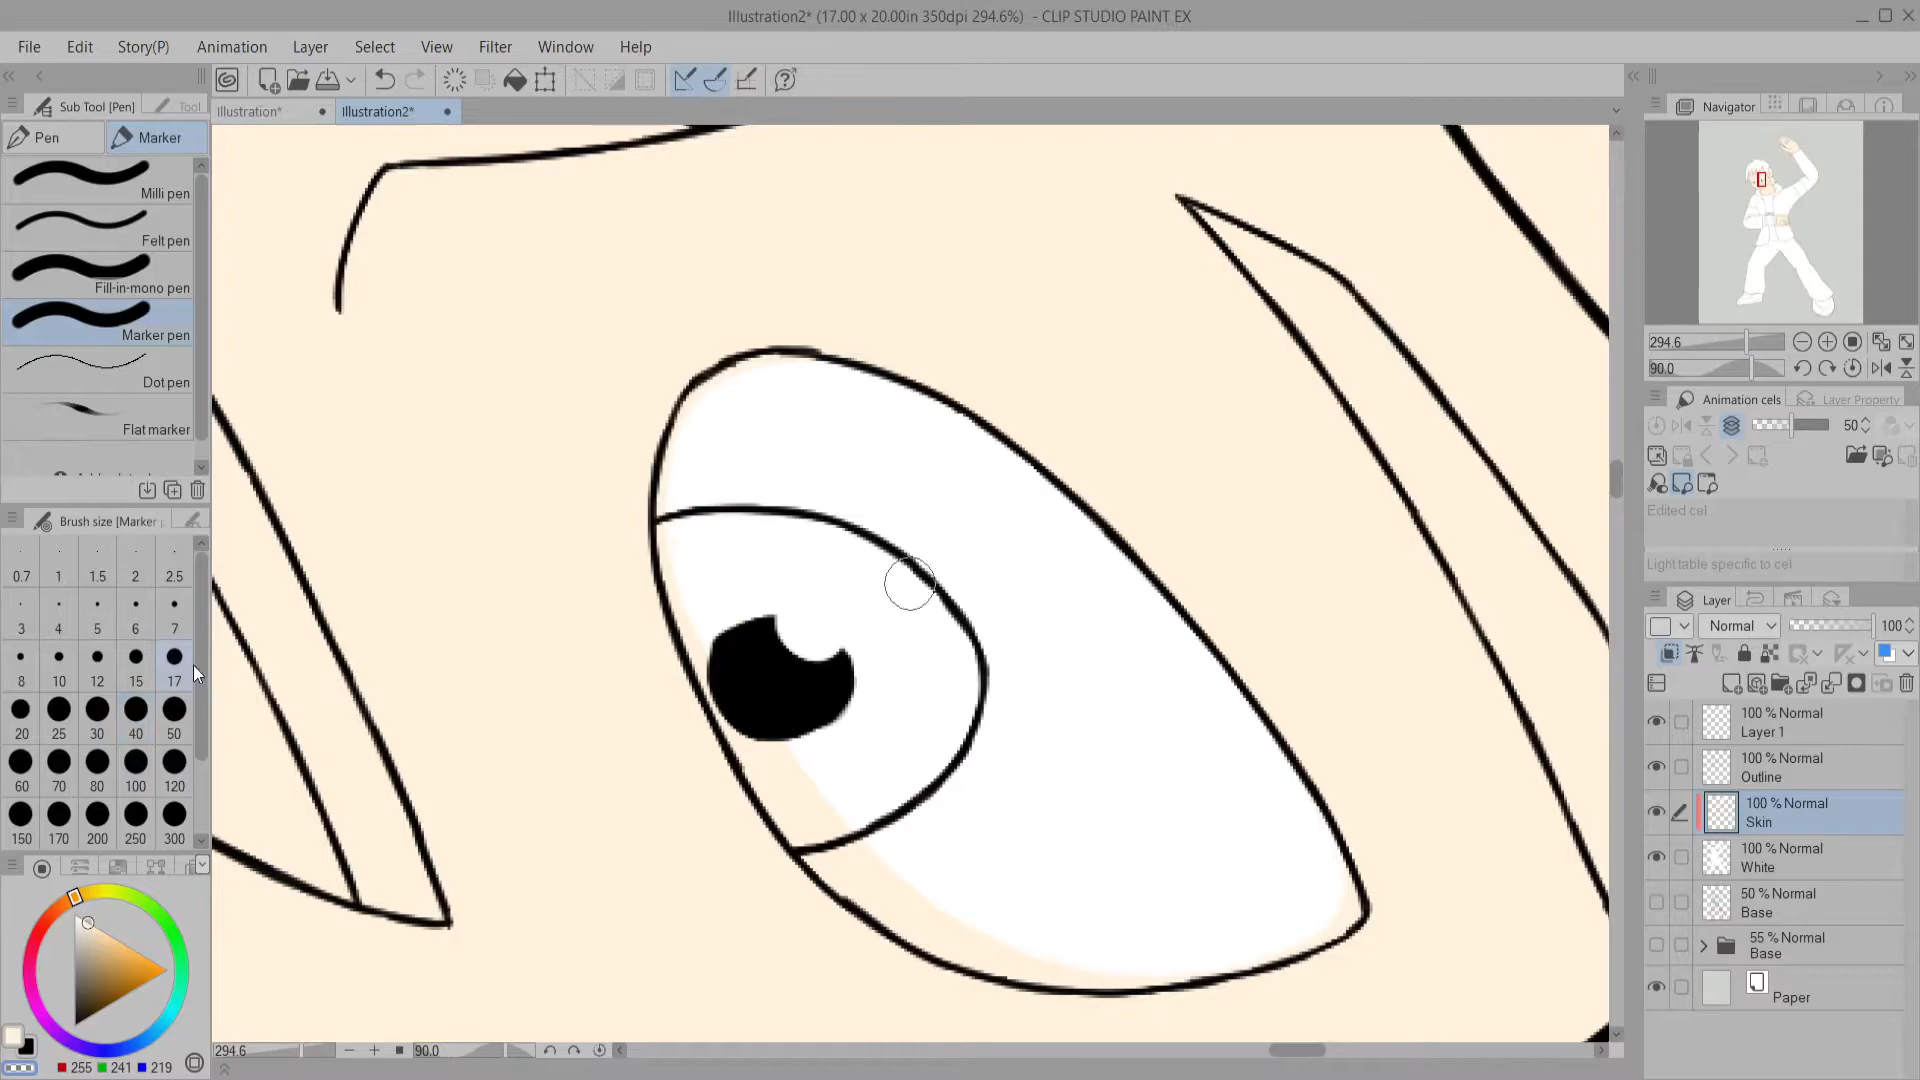 Illustration2* (17.00 x 20.00in 350dpi 294.6%) - CLIP STUDIO PAINT EX
File Edit Story(P) Animation Layer Select View Filter Window Help
Sub Tool [Pen] Tool
Illustration* Illustration2*
Navigator
Pen Marker
Milli pen
Felt pen
Fill-in-mono pen
Marker pen
Dot pen
Flat marker
Brush size [Marker
0.7 1 1.5 2 2.5
3 4 5 6 7
8 10 12 15 17
20 25 30 40 50
60 70 80 100 120
150 170 200 250 300
255 241 219
294.6 90.0
294.6
90.0
Animation cels Layer Property
50
Edited cel
Light table specific to cel
Layer
Normal 100
100 % Normal
Layer 1
100 % Normal
Outline
100 % Normal
Skin
100 % Normal
White
50 % Normal
Base
55 % Normal
Base
Paper